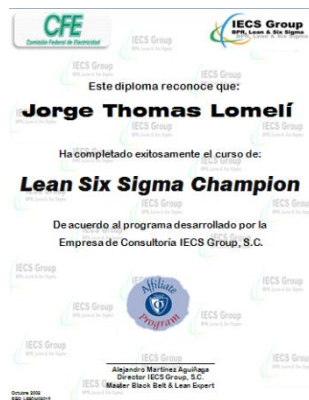 CFE
Comisión Federal de Electricidad
IECS Group
BPR, Lean & Six Sigma
Este diploma reconoce que:
Jorge Thomas Lomelí
Ha completado exitosamente el curso de:
Lean Six Sigma Champion
De acuerdo al programa desarrollado por la
Empresa de Consultoría IECS Group, S.C.
Affiliate
Program
Alejandro Martínez Aguiñaga
Director IECS Group, S.C.
Master Black Belt & Lean Expert